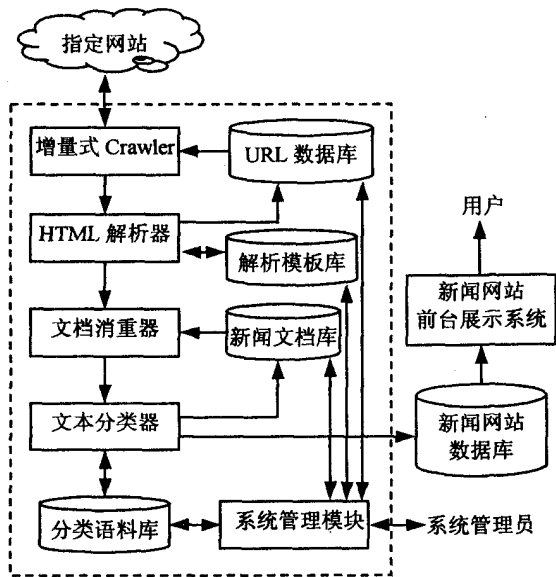 指定网站
增量式 Crawler
URL 数据库
HTML 解析器
解析模板库
文档消重器
新闻文档库
文本分类器
分类语料库
系统管理模块
系统管理员
用户
新闻网站
前台展示系统
新闻网站
数据库